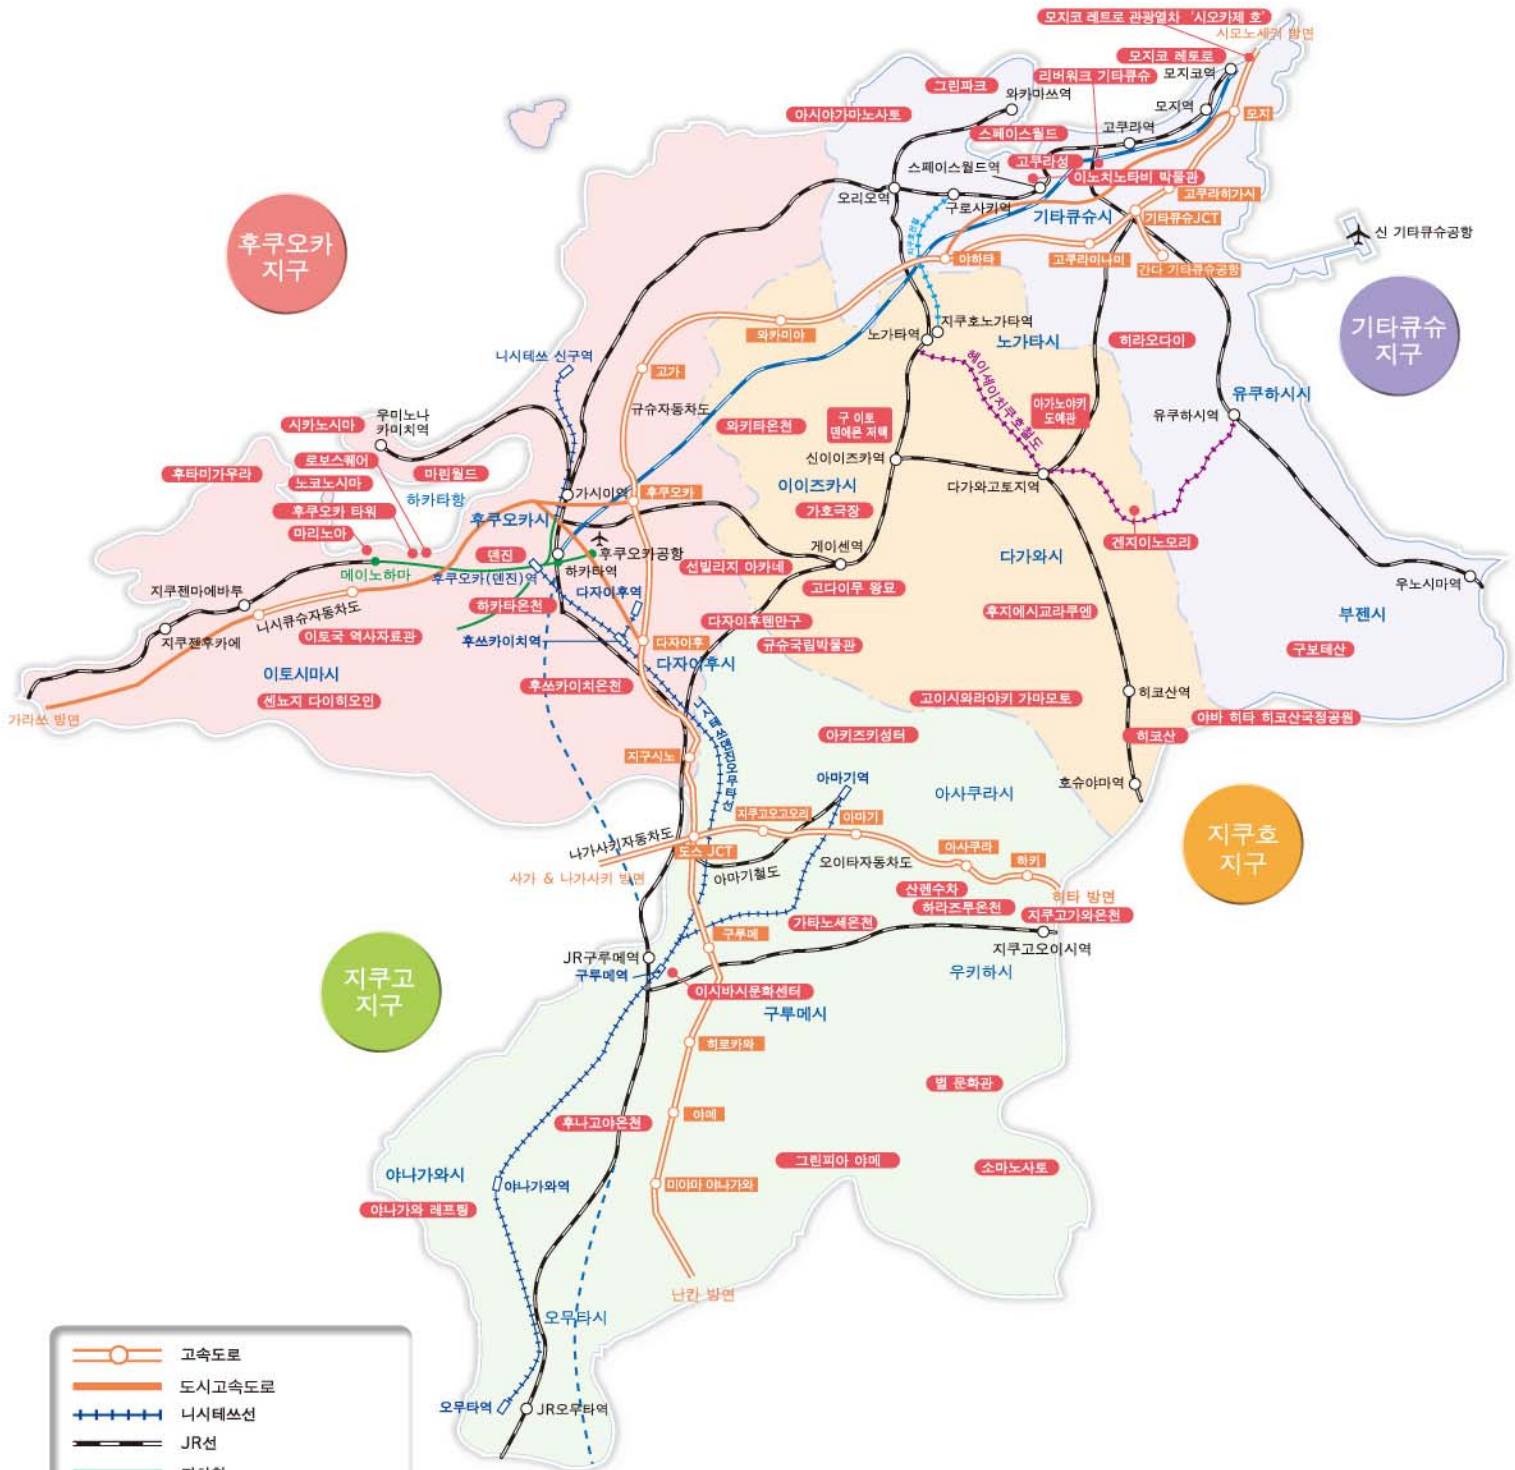 모지코 레트로 관광열차 '시오카제 호'
시모노세키 방면
모지코 레토로
리버워크 기타큐슈
모지코역
그린파크
와카마쓰역
모지역
아시야가마노사토
모지
고쿠라역
스페이스월드
고쿠라성
스페이스월드역
이노치노타비 박물관
오리오역
구로사키역
고쿠라히가시
기타큐슈시
기타큐슈JCT
신 기타큐슈공항
후쿠오카
지구
야하타
고쿠라미나미
간다 기타큐슈공항
기타큐슈
지구
와카미야
노가타역
지쿠호노가타역
노가타시
히라오다이
니시테쓰 신구역
고가
헤이세이치쿠호철도
규슈자동차도
유쿠하시시
유쿠하시역
시카노시마
우미노나
카미치역
와키타온천
구 이토
덴에몬 저택
아가노야키
도예관
로보스퀘어
후타미가우라
마린월드
노코노시마
신이이즈카역
다가와고토지역
하카타항
가시이역
후쿠오카
이이즈카시
후쿠오카 타워
후쿠오카시
가호극장
마리노아
겐지이노모리
덴진
후쿠오카공항
게이센역
다가와시
메이노하마
후쿠오카(덴진)역
하카타역
선빌리지 아카네
우노시마역
지쿠젠마에바루
다자이후역
고다이무 왕묘
하카타온천
니시큐슈자동차도
다자이후텐만구
후지에시교라쿠엔
부젠시
지쿠젠후카에
이토국 역사자료관
후쓰카이치역
다자이후
규슈국립박물관
구보테산
이토시마시
다자이후시
후쓰카이치온천
센뇨지 다이히오인
고이시와라야키 가마모토
히코산역
가라쓰 방면
야바 히타 히코산국정공원
니시테쓰텐진오무타선
아키즈키성터
히코산
지구시노
아마기역
호슈야마역
아사쿠라시
지쿠호
지구
지쿠고오고오리
아마기
나가사키자동차도
도스 JCT
오이타자동차도
아사쿠라
하키
사가 & 나가사키 방면
아마기철도
산렌수차
히타 방면
하라즈루온천
지쿠고가와온천
가타노세온천
구루메
지쿠고오이시역
JR구루메역
구루메역
우키하시
지쿠고
지구
이시바시문화센터
구루메시
히로카와
별 문화관
야메
후나고야온천
그린피아 야메
소마노사토
야나가와시
야나가와역
미야마 야나가와
야나가와 레프팅
난칸 방면
오무타시
오무타역
JR오무타역
고속도로
도시고속도로
니시테쓰선
JR선